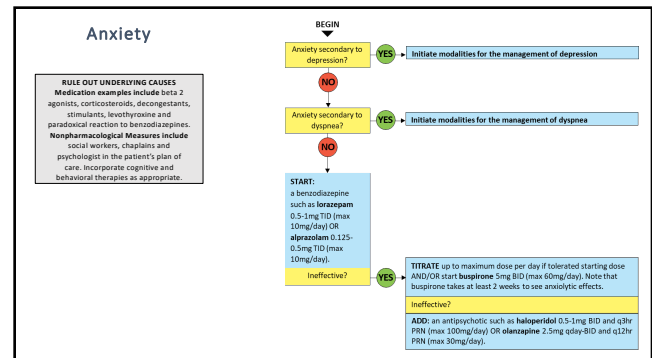 Anxiety
RULE OUT UNDERLYING CAUSES
Medication examples include beta 2
agonists, corticosteroids, decongestants,
stimulants, levothyroxine and
paradoxical reaction to benzodiazepines.
Nonpharmacological Measures include
social workers, chaplains and
psychologist in the patient's plan of
care. Incorporate cognitive and
behavioral therapies as appropriate.
BEGIN
Anxiety secondary to
depression?
YES
Initiate modalities for the management of depression
NO
Anxiety secondary to
dyspnea?
YES
Initiate modalities for the management of dyspnea
NO
START:
a benzodiazepine
such as lorazepam
0.5-1mg TID (max
10mg/day) OR
alprazolam 0.125-
0.5mg TID (max
10mg/day).
Ineffective?
YES
TITRATE up to maximum dose per day if tolerated starting dose
AND/OR start buspirone 5mg BID (max 60mg/day). Note that
buspirone takes at least 2 weeks to see anxiolytic effects.
Ineffective?
ADD: an antipsychotic such as haloperidol 0.5-1mg BID and q3hr
PRN (max 100mg/day) OR olanzapine 2.5mg qday-BID and q12hr
PRN (max 30mg/day).